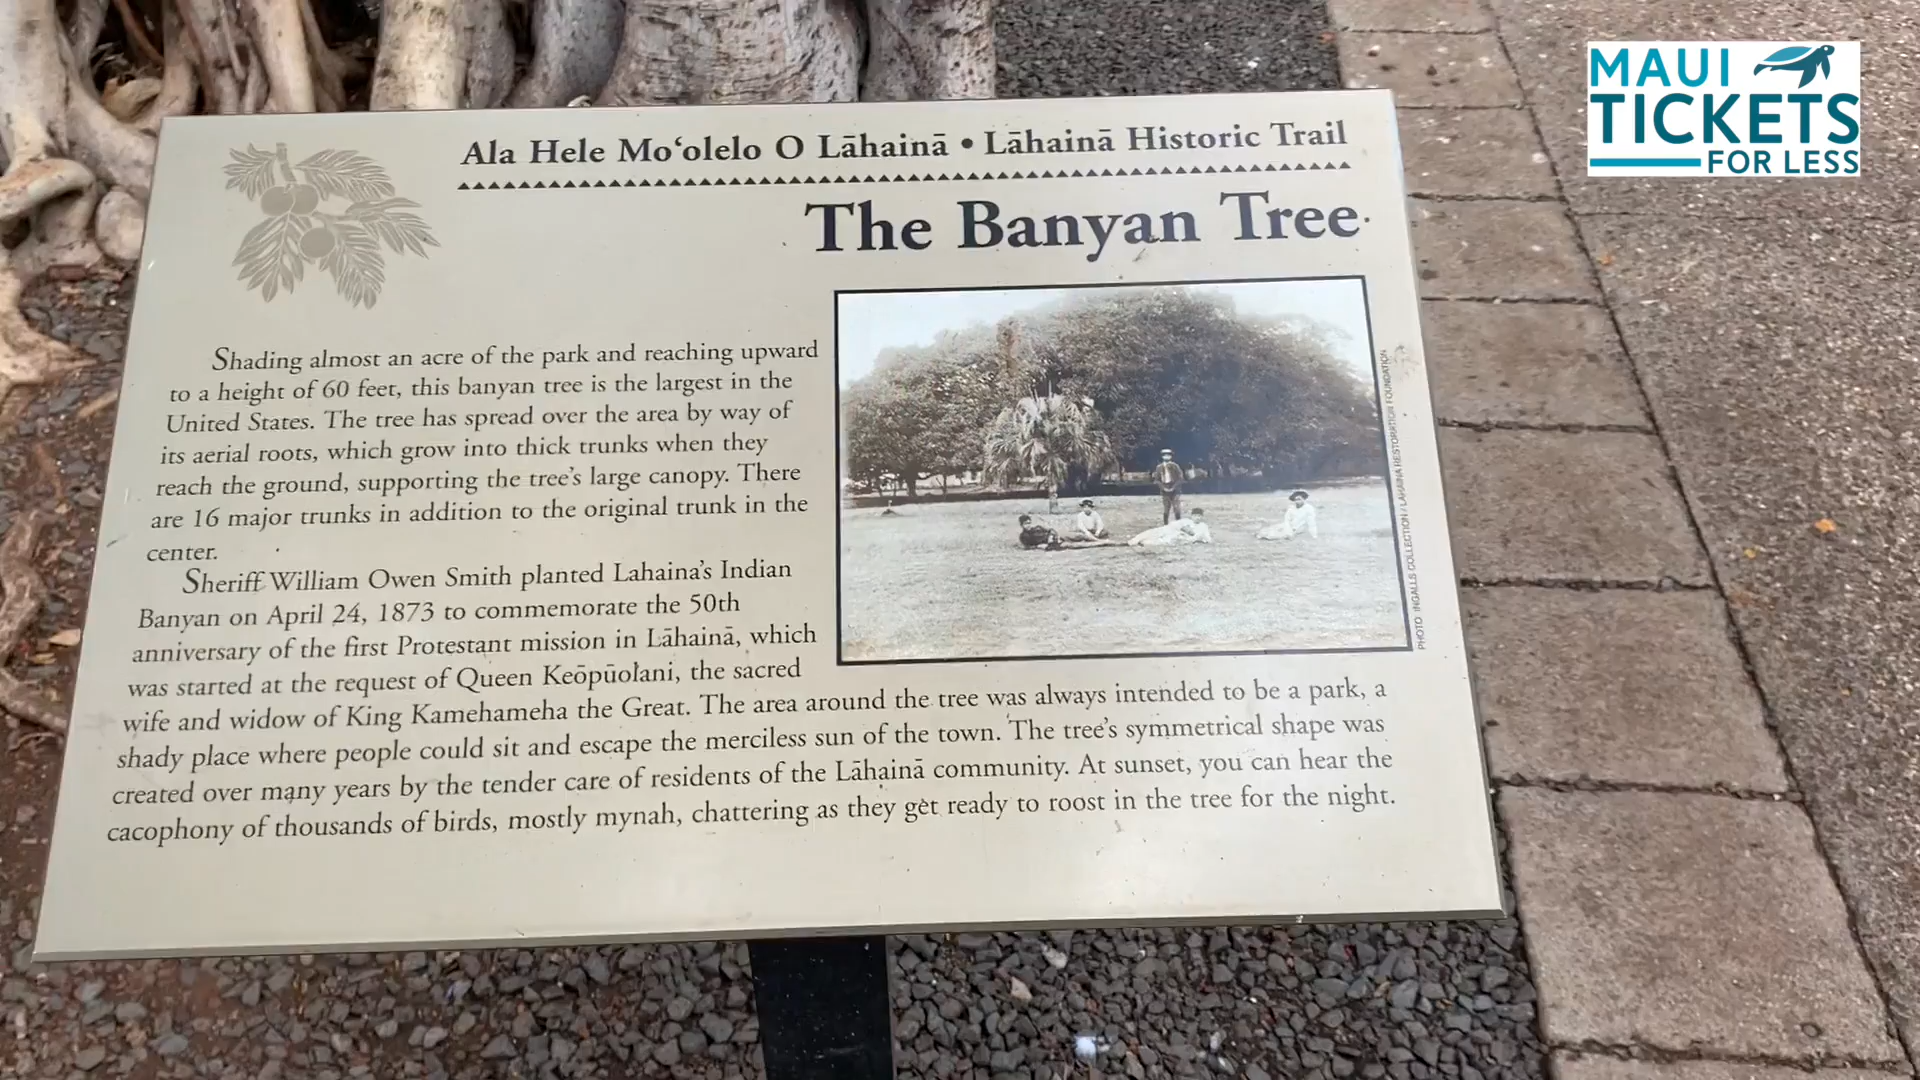 MAUI
TICKETS
FOR LESS
Ala Hele Moʻolelo O Lāhainā • Lāhainā Historic Trail
The Banyan Tree
Shading almost an acre of the park and reaching upward
to a height of 60 feet, this banyan tree is the largest in the
United States. The tree has spread over the area by way of
its aerial roots, which grow into thick trunks when they
reach the ground, supporting the tree's large canopy. There
are 16 major trunks in addition to the original trunk in the
center.
Sheriff William Owen Smith planted Lahaina's Indian
Banyan on April 24, 1873 to commemorate the 50th
anniversary of the first Protestant mission in Lāhainā, which
was started at the request of Queen Keōpūolani, the sacred
wife and widow of King Kamehameha the Great. The area around the tree was always intended to be a park, a
shady place where people could sit and escape the merciless sun of the town. The tree's symmetrical shape was
created over many years by the tender care of residents of the Lāhainā community. At sunset, you can hear the
cacophony of thousands of birds, mostly mynah, chattering as they get ready to roost in the tree for the night.
PHOTO: INGALLS COLLECTION / LAHAINA RESTORATION FOUNDATION